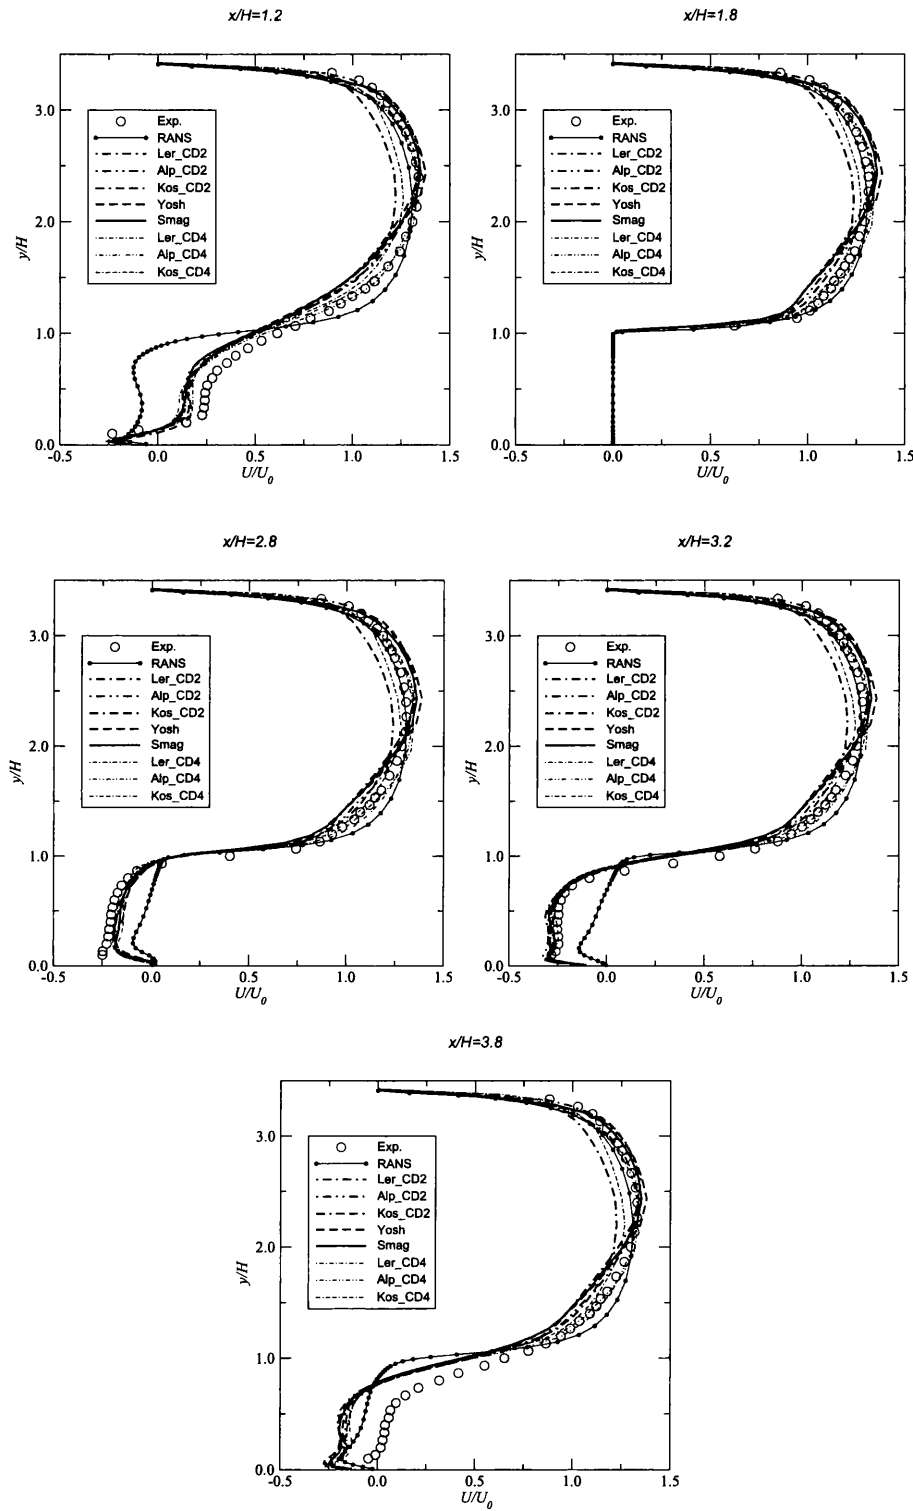 x/H=1.2
3.0
2.0
1.0
0.0
y/H
Exp.
RANS
Ler_CD2
Alp_CD2
Kos_CD2
Yosh
Smag
Ler_CD4
Alp_CD4
Kos_CD4
-0.5 0.0 0.5 1.0 1.5
U/U0
x/H=1.8
3.0
2.0
1.0
0.0
y/H
Exp.
RANS
Ler_CD2
Alp_CD2
Kos_CD2
Yosh
Smag
Ler_CD4
Alp_CD4
Kos_CD4
-0.5 0.0 0.5 1.0 1.5
U/U0
x/H=2.8
3.0
2.0
1.0
0.0
y/H
Exp.
RANS
Ler_CD2
Alp_CD2
Kos_CD2
Yosh
Smag
Ler_CD4
Alp_CD4
Kos_CD4
-0.5 0.0 0.5 1.0 1.5
U/U0
x/H=3.2
3.0
2.0
1.0
0.0
y/H
Exp.
RANS
Ler_CD2
Alp_CD2
Kos_CD2
Yosh
Smag
Ler_CD4
Alp_CD4
Kos_CD4
-0.5 0.0 0.5 1.0 1.5
U/U0
x/H=3.8
3.0
2.0
1.0
0.0
y/H
Exp.
RANS
Ler_CD2
Alp_CD2
Kos_CD2
Yosh
Smag
Ler_CD4
Alp_CD4
Kos_CD4
-0.5 0.0 0.5 1.0 1.5
U/U0